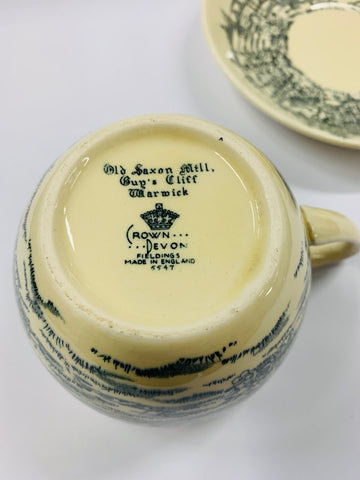 Old Saxon Mill,
Guy's Cliff
Warwick
CROWN...
...DEVON
FIELDINGS
MADE IN ENGLAND
5547